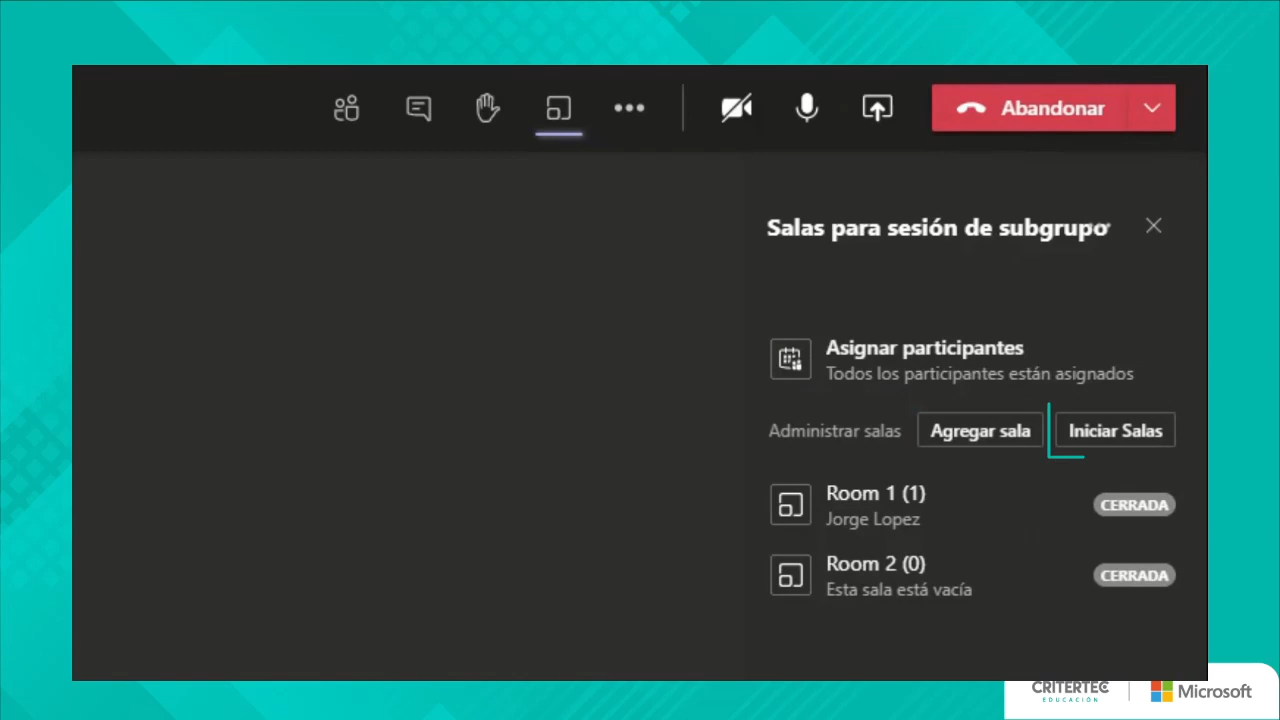 Abandonar
Salas para sesión de subgrupo
Asignar participantes
Todos los participantes están asignados
Administrar salas Agregar sala Iniciar Salas
Room 1 (1)
CERRADA
Jorge Lopez
Room 2 (0)
CERRADA
Esta sala está vacía
CRITERTEC
EDUCACIÓN
Microsoft